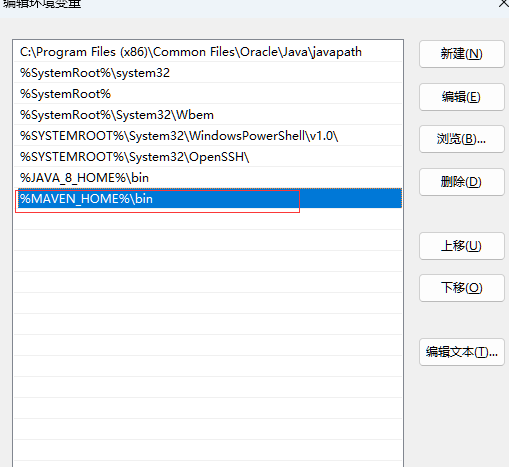 编辑环境变量
C:\Program Files (x86)\Common Files\Oracle\Java\javapath
%SystemRoot%\system32
%SystemRoot%
%SystemRoot%\System32\Wbem
%SYSTEMROOT%\System32\WindowsPowerShell\v1.0\
%SYSTEMROOT%\System32\OpenSSH\
%JAVA_8_HOME%\bin
%MAVEN_HOME%\bin
新建(N)
编辑(E)
浏览(B)...
删除(D)
上移(U)
下移(O)
编辑文本(T)...